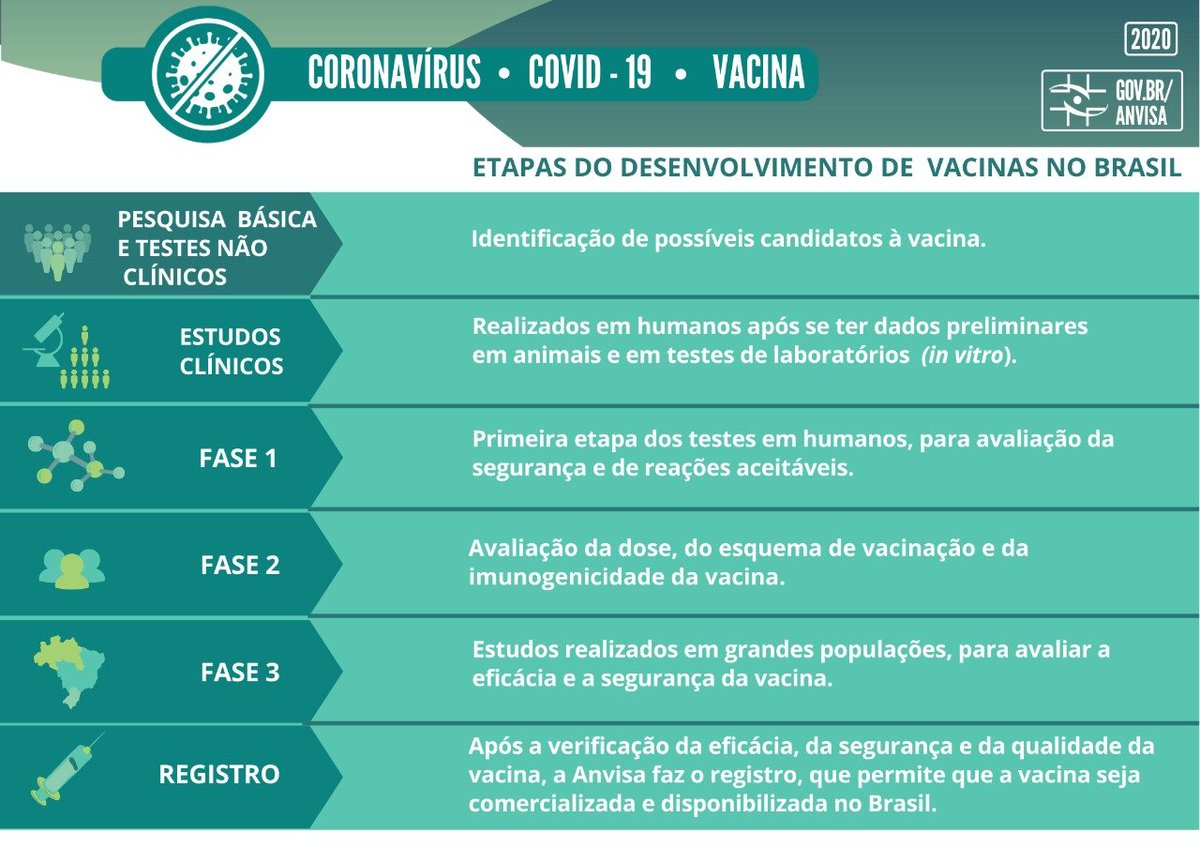 CORONAVÍRUS • COVID - 19 • VACINA
2020
GOV.BR/
ANVISA
ETAPAS DO DESENVOLVIMENTO DE VACINAS NO BRASIL
PESQUISA BÁSICA
E TESTES NÃO
CLÍNICOS
Identificação de possíveis candidatos à vacina.
ESTUDOS
CLÍNICOS
Realizados em humanos após se ter dados preliminares
em animais e em testes de laboratórios (in vitro).
FASE 1
Primeira etapa dos testes em humanos, para avaliação da
segurança e de reações aceitáveis.
FASE 2
Avaliação da dose, do esquema de vacinação e da
imunogenicidade da vacina.
FASE 3
Estudos realizados em grandes populações, para avaliar a
eficácia e a segurança da vacina.
REGISTRO
Após a verificação da eficácia, da segurança e da qualidade da
vacina, a Anvisa faz o registro, que permite que a vacina seja
comercializada e disponibilizada no Brasil.